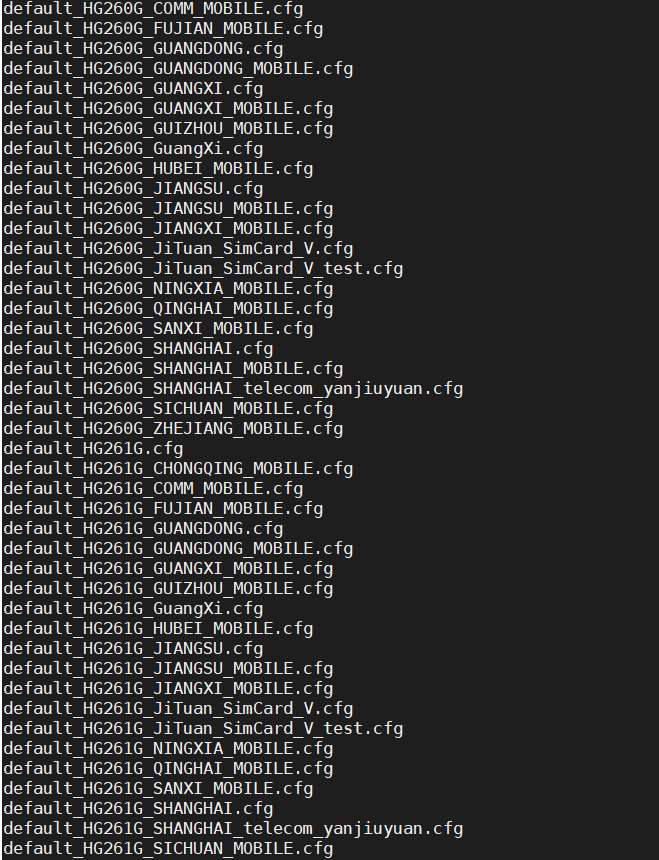 default_HG260G_COMM_MOBILE.cfg
default_HG260G_FUJIAN_MOBILE.cfg
default_HG260G_GUANGDONG.cfg
default_HG260G_GUANGDONG_MOBILE.cfg
default_HG260G_GUANGXI.cfg
default_HG260G_GUANGXI_MOBILE.cfg
default_HG260G_GUIZHOU_MOBILE.cfg
default_HG260G_GuangXi.cfg
default_HG260G_HUBEI_MOBILE.cfg
default_HG260G_JIANGSU.cfg
default_HG260G_JIANGSU_MOBILE.cfg
default_HG260G_JIANGXI_MOBILE.cfg
default_HG260G_JiTuan_SimCard_V.cfg
default_HG260G_JiTuan_SimCard_V_test.cfg
default_HG260G_NINGXIA_MOBILE.cfg
default_HG260G_QINGHAI_MOBILE.cfg
default_HG260G_SANXI_MOBILE.cfg
default_HG260G_SHANGHAI.cfg
default_HG260G_SHANGHAI_MOBILE.cfg
default_HG260G_SHANGHAI_telecom_yanjiuyuan.cfg
default_HG260G_SICHUAN_MOBILE.cfg
default_HG260G_ZHEJIANG_MOBILE.cfg
default_HG261G.cfg
default_HG261G_CHONGQING_MOBILE.cfg
default_HG261G_COMM_MOBILE.cfg
default_HG261G_FUJIAN_MOBILE.cfg
default_HG261G_GUANGDONG.cfg
default_HG261G_GUANGDONG_MOBILE.cfg
default_HG261G_GUANGXI_MOBILE.cfg
default_HG261G_GUIZHOU_MOBILE.cfg
default_HG261G_GuangXi.cfg
default_HG261G_HUBEI_MOBILE.cfg
default_HG261G_JIANGSU.cfg
default_HG261G_JIANGSU_MOBILE.cfg
default_HG261G_JIANGXI_MOBILE.cfg
default_HG261G_JiTuan_SimCard_V.cfg
default_HG261G_JiTuan_SimCard_V_test.cfg
default_HG261G_NINGXIA_MOBILE.cfg
default_HG261G_QINGHAI_MOBILE.cfg
default_HG261G_SANXI_MOBILE.cfg
default_HG261G_SHANGHAI.cfg
default_HG261G_SHANGHAI_telecom_yanjiuyuan.cfg
default_HG261G_SICHUAN_MOBILE.cfg